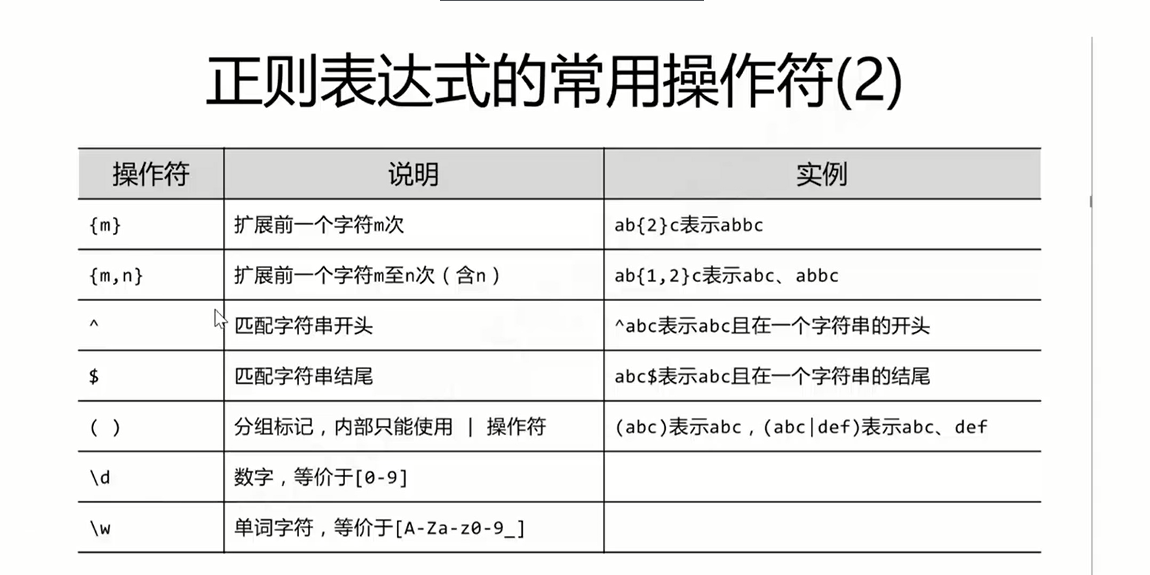 正则表达式的常用操作符(2)
操作符 说明 实例
{m} 扩展前一个字符m次 ab{2}c表示abbc
{m,n} 扩展前一个字符m至n次（含n） ab{1,2}c表示abc、abbc
^ 匹配字符串开头 ^abc表示abc且在一个字符串的开头
$ 匹配字符串结尾 abc$表示abc且在一个字符串的结尾
( ) 分组标记，内部只能使用 | 操作符 (abc)表示abc，(abc|def)表示abc、def
\d 数字，等价于[0-9]
\w 单词字符，等价于[A-Za-z0-9_]